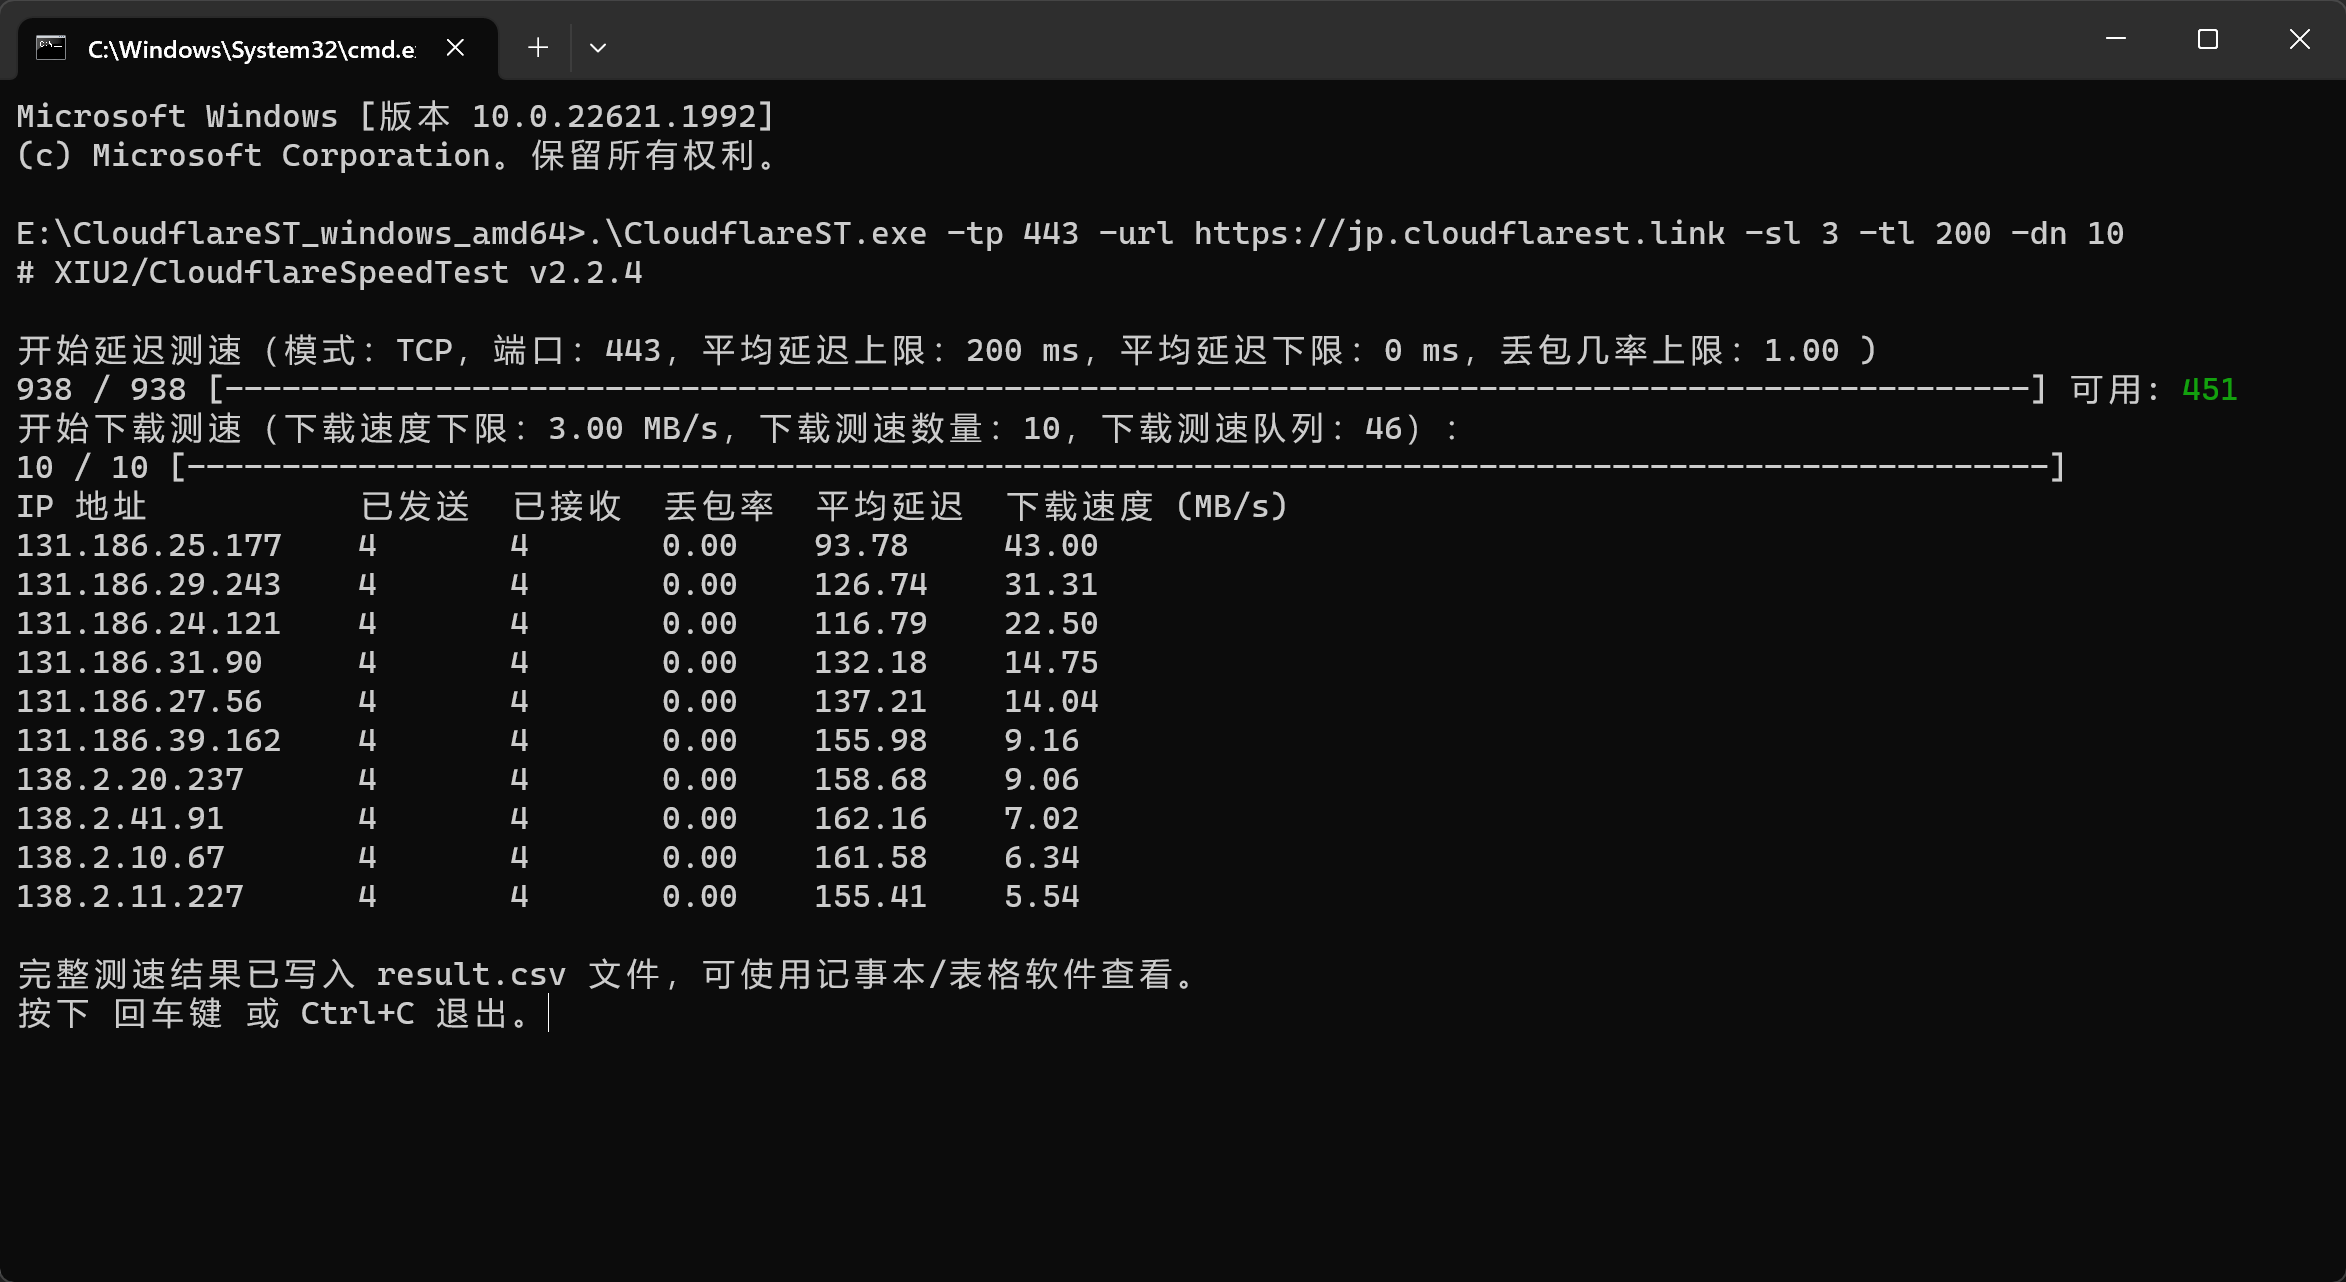 C:\Windows\System32\cmd.e
Microsoft Windows [版本 10.0.22621.1992]
(c) Microsoft Corporation。保留所有权利。
E:\CloudflareST_windows_amd64>.\CloudflareST.exe -tp 443 -url https://jp.cloudflarest.link -sl 3 -tl 200 -dn 10
# XIU2/CloudflareSpeedTest v2.2.4
开始延迟测速（模式：TCP, 端口：443, 平均延迟上限：200 ms, 平均延迟下限：0 ms, 丢包几率上限：1.00 )
938 / 938 [-----------------------------------------------------------------------------------------------] 可用: 451
开始下载测速（下载速度下限：3.00 MB/s, 下载测速数量：10, 下载测速队列：46）：
10 / 10 [--------------------------------------------------------------------------------------------------]
IP 地址 已发送 已接收 丢包率 平均延迟 下载速度 (MB/s)
131.186.25.177 4 4 0.00 93.78 43.00
131.186.29.243 4 4 0.00 126.74 31.31
131.186.24.121 4 4 0.00 116.79 22.50
131.186.31.90 4 4 0.00 132.18 14.75
131.186.27.56 4 4 0.00 137.21 14.04
131.186.39.162 4 4 0.00 155.98 9.16
138.2.20.237 4 4 0.00 158.68 9.06
138.2.41.91 4 4 0.00 162.16 7.02
138.2.10.67 4 4 0.00 161.58 6.34
138.2.11.227 4 4 0.00 155.41 5.54
完整测速结果已写入 result.csv 文件，可使用记事本/表格软件查看。
按下 回车键 或 Ctrl+C 退出。